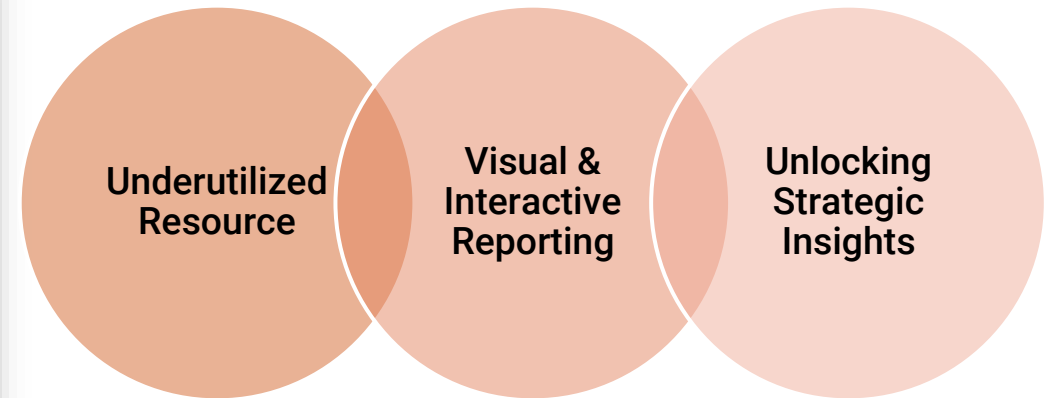 Underutilized
Resource
Visual &
Interactive
Reporting
Unlocking
Strategic
Insights